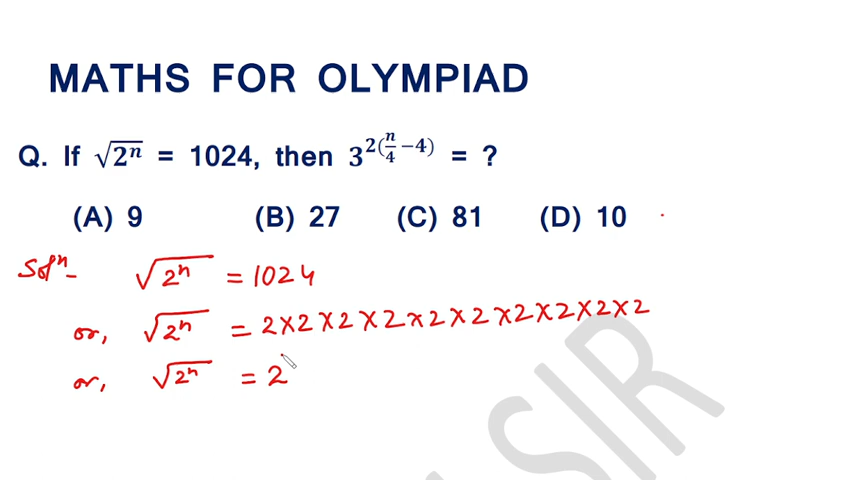 MATHS FOR OLYMPIAD
Q. If √2ⁿ = 1024, then 3^2(n/4 −4) = ?
(A) 9 (B) 27 (C) 81 (D) 10
Solⁿ- √2ⁿ = 1024
or, √2ⁿ = 2×2×2×2×2×2×2×2×2×2
or, √2ⁿ = 2
SIR